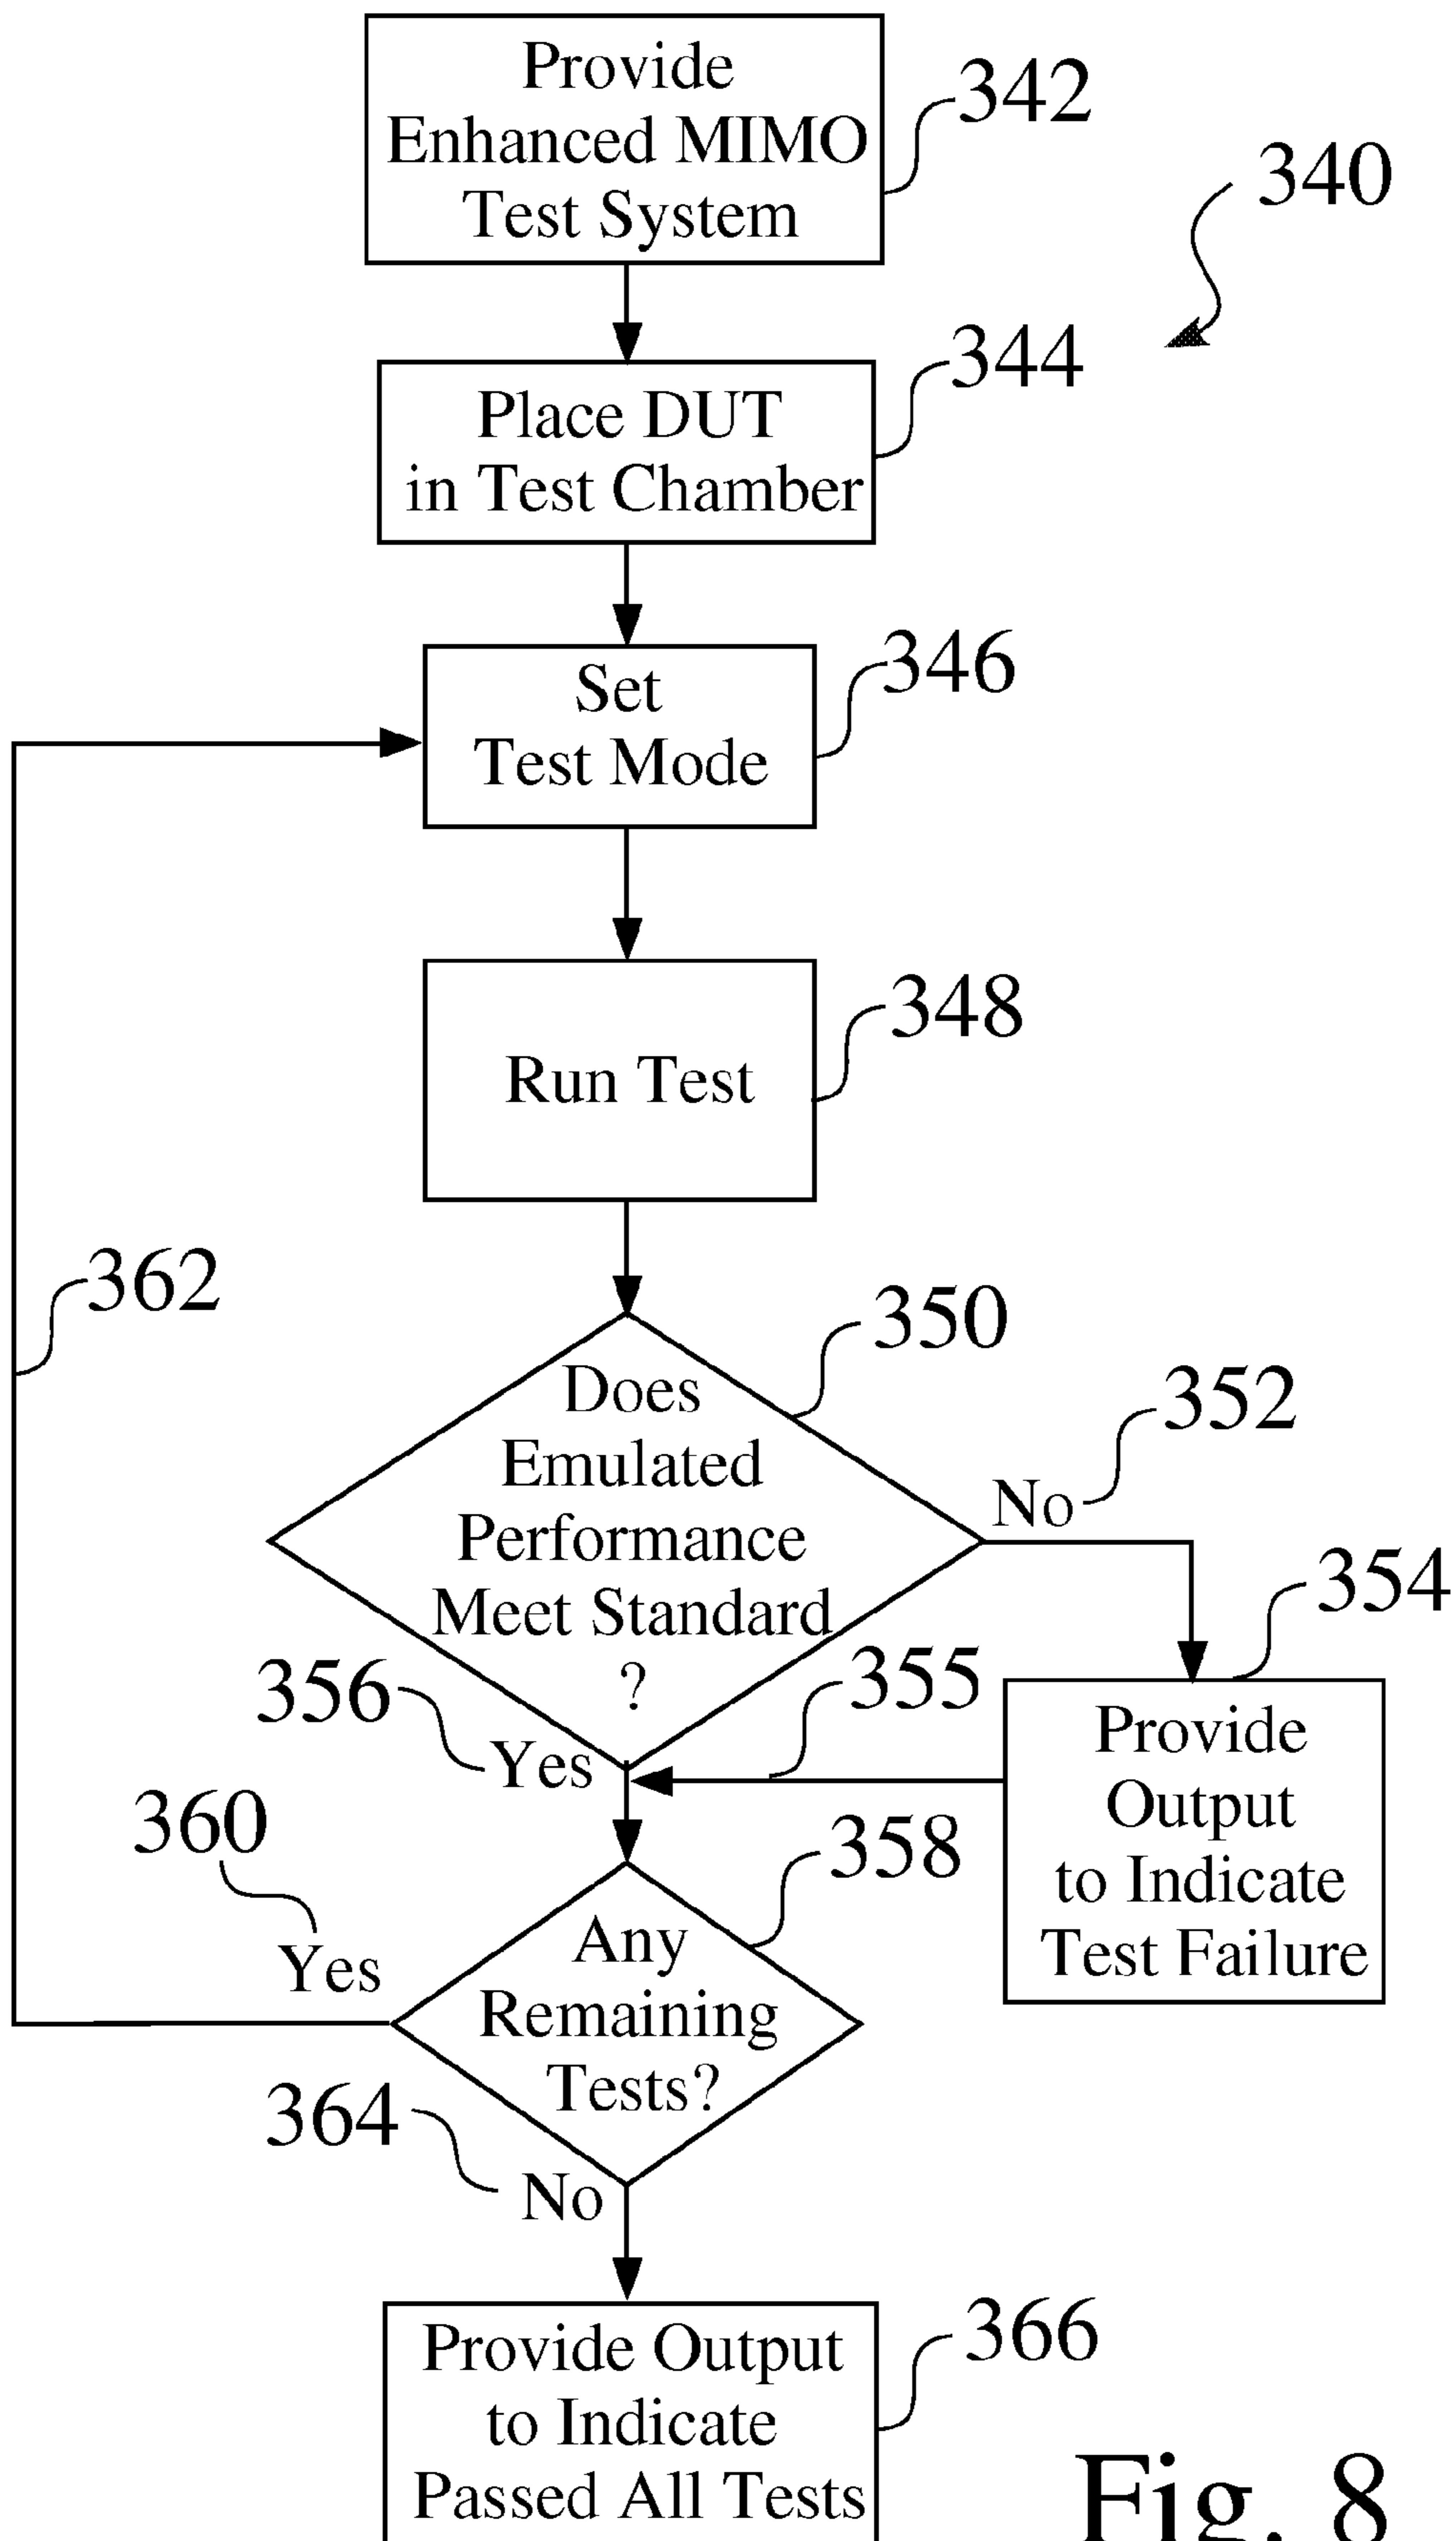 Provide
Enhanced MIMO
Test System
342
340
Place DUT
in Test Chamber
344
Set
Test Mode
346
Run Test
348
362
Does
Emulated
Performance
Meet Standard
?
350
No
352
354
356
Yes
355
Provide
Output
to Indicate
Test Failure
360
Yes
358
Any
Remaining
Tests?
364
No
Provide Output
to Indicate
Passed All Tests
366
Fig. 8